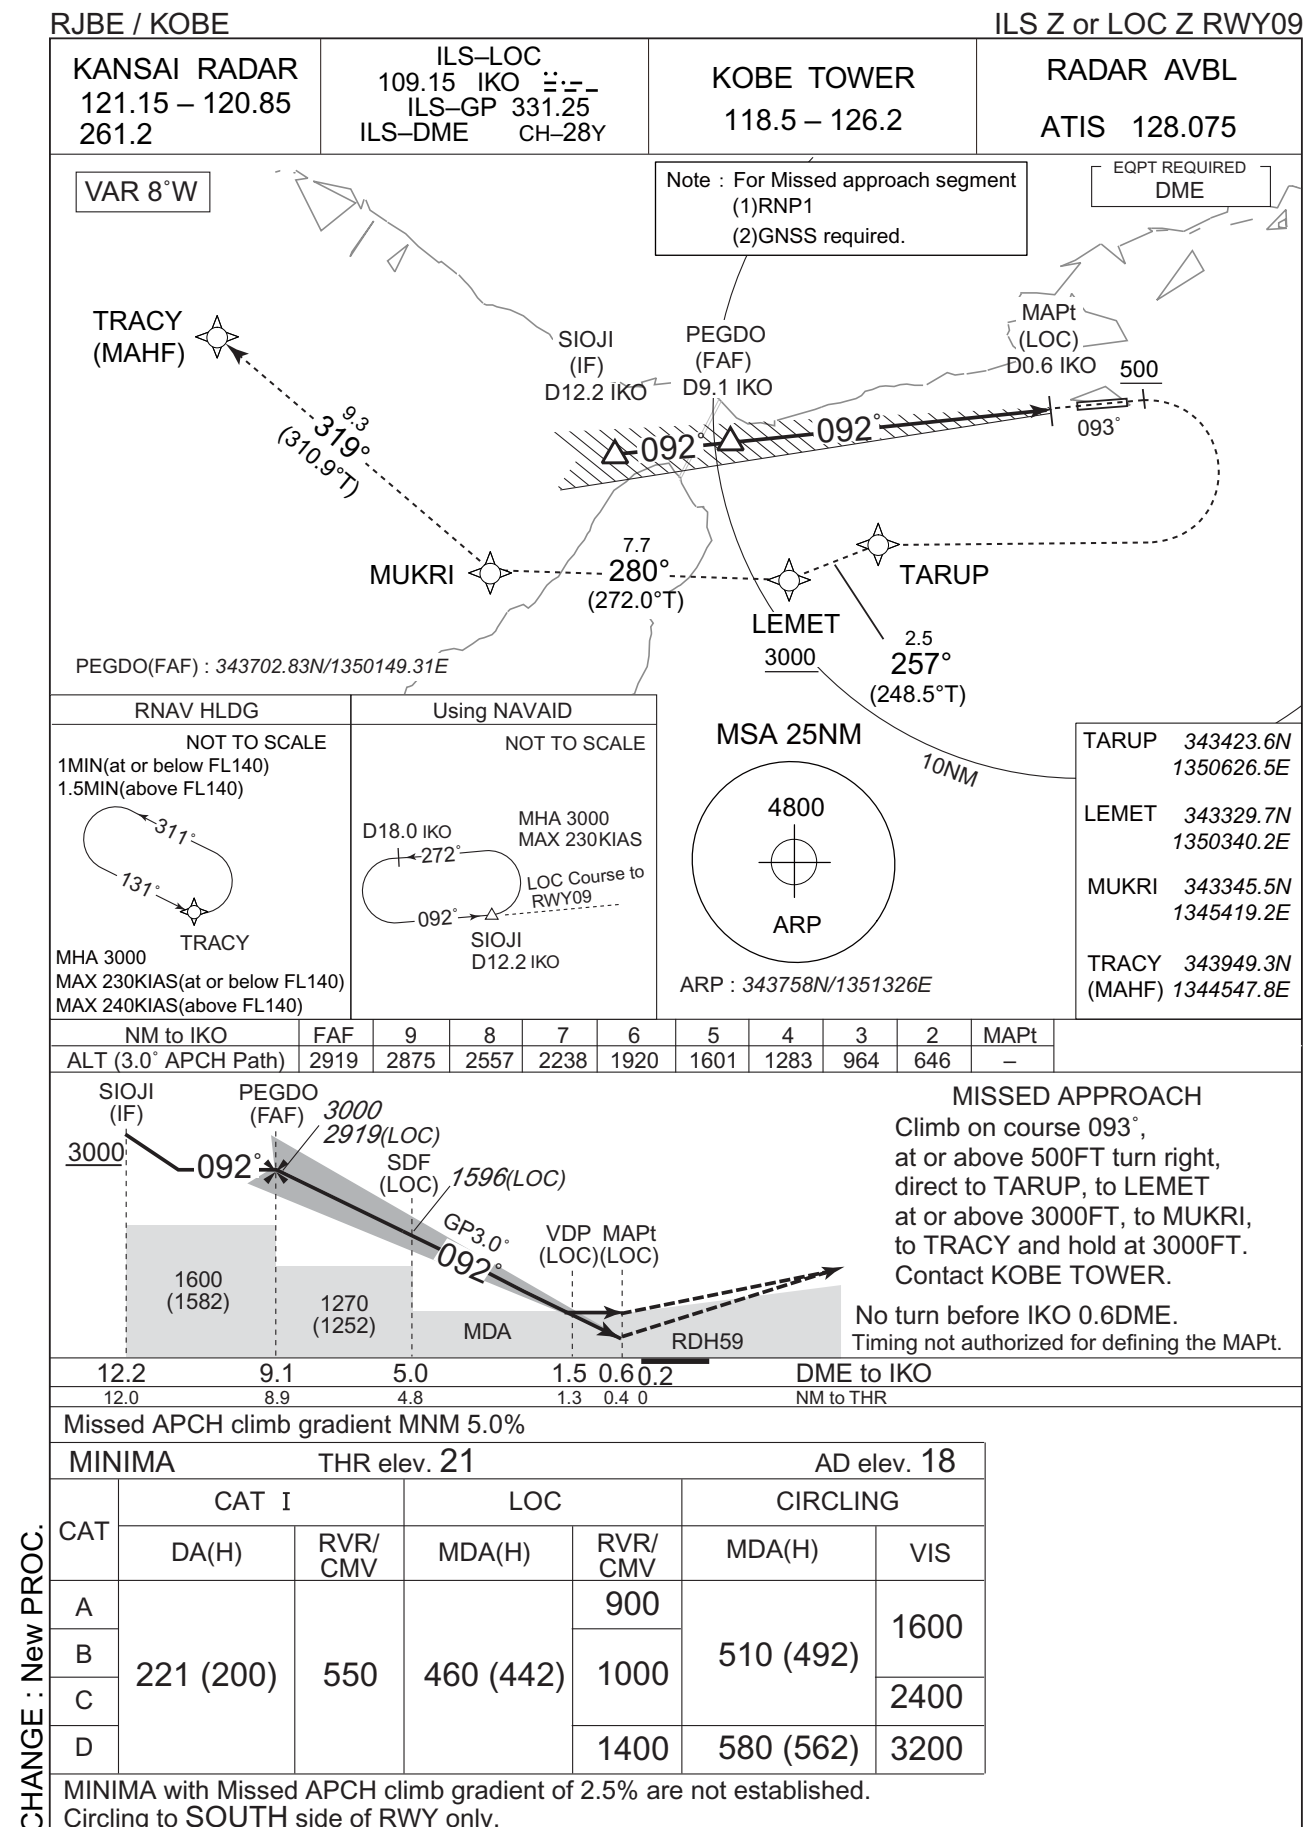 RJBE / KOBE
ILS Z or LOC Z RWY09
KANSAI RADAR
121.15 – 120.85
261.2
ILS–LOC
109.15 IKO
ILS–GP 331.25
ILS–DME CH–28Y
KOBE TOWER
118.5 – 126.2
RADAR AVBL
ATIS 128.075
VAR 8˚W
Note : For Missed approach segment
(1)RNP1
(2)GNSS required.
EQPT REQUIRED
DME
TRACY
(MAHF)
SIOJI
(IF)
D12.2 IKO
PEGDO
(FAF)
D9.1 IKO
MAPt
(LOC)
D0.6 IKO
500
092˚
092˚
093˚
9.3
319°
(310.9°T)
MUKRI
7.7
280°
(272.0°T)
TARUP
LEMET
3000
2.5
257°
(248.5°T)
10NM
PEGDO(FAF) : 343702.83N/1350149.31E
RNAV HLDG
NOT TO SCALE
1MIN(at or below FL140)
1.5MIN(above FL140)
311˚
131˚
TRACY
MHA 3000
MAX 230KIAS(at or below FL140)
MAX 240KIAS(above FL140)
Using NAVAID
NOT TO SCALE
D18.0 IKO
MHA 3000
MAX 230KIAS
272˚
LOC Course to
RWY09
092˚
SIOJI
D12.2 IKO
MSA 25NM
4800
ARP
ARP : 343758N/1351326E
TARUP 343423.6N
1350626.5E
LEMET 343329.7N
1350340.2E
MUKRI 343345.5N
1345419.2E
TRACY 343949.3N
(MAHF) 1344547.8E
NM to IKO FAF 9 8 7 6 5 4 3 2 MAPt
ALT (3.0˚ APCH Path) 2919 2875 2557 2238 1920 1601 1283 964 646 –
SIOJI
(IF)
3000
PEGDO
(FAF)
3000
2919(LOC)
092˚
SDF
(LOC)
1596(LOC)
GP3.0˚
092˚
VDP MAPt
(LOC) (LOC)
1600
(1582)
1270
(1252)
MDA
RDH59
MISSED APPROACH
Climb on course 093˚,
at or above 500FT turn right,
direct to TARUP, to LEMET
at or above 3000FT, to MUKRI,
to TRACY and hold at 3000FT.
Contact KOBE TOWER.
No turn before IKO 0.6DME.
Timing not authorized for defining the MAPt.
12.2 9.1 5.0 1.5 0.6 0.2 DME to IKO
12.0 8.9 4.8 1.3 0.4 0 NM to THR
Missed APCH climb gradient MNM 5.0%
MINIMA THR elev. 21 AD elev. 18
CAT CAT I LOC CIRCLING
DA(H) RVR/CMV MDA(H) RVR/CMV MDA(H) VIS
A 900
B 1600
221 (200) 550 460 (442) 1000 510 (492)
C 2400
D 1400 580 (562) 3200
MINIMA with Missed APCH climb gradient of 2.5% are not established.
Circling to SOUTH side of RWY only.
CHANGE : New PROC.